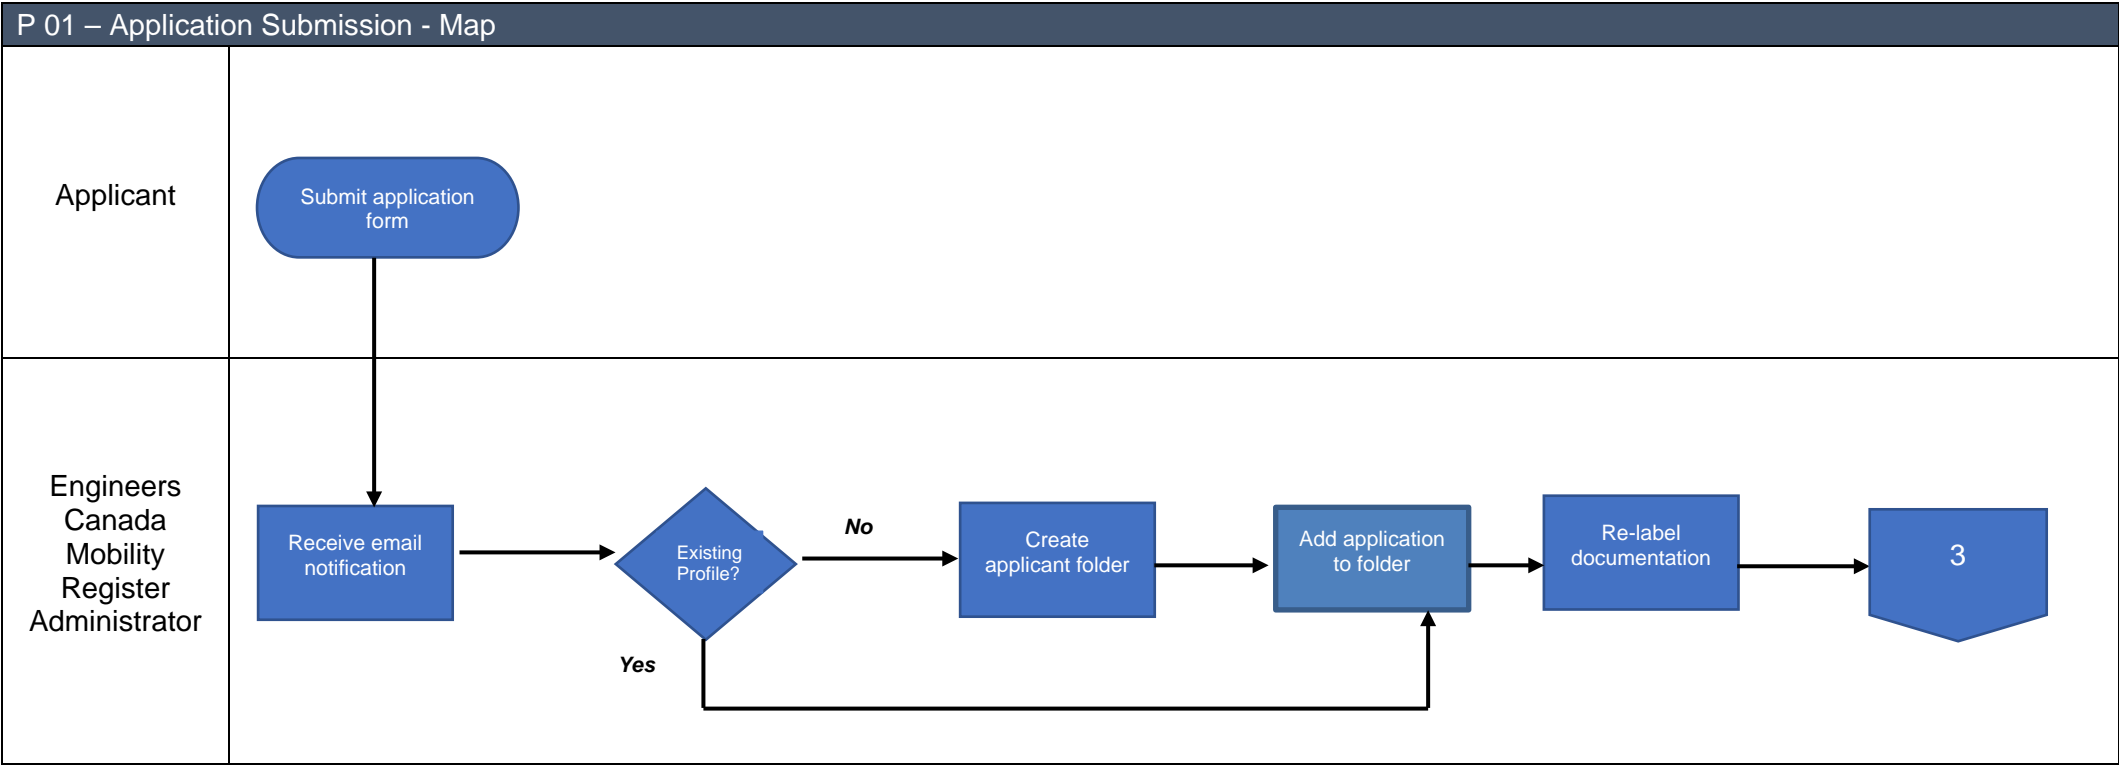 P 01 – Application Submission - Map
Applicant
Submit application
form
Engineers
Canada
Mobility
Register
Administrator
Receive email
notification
Existing
Profile?
No
Yes
Create
applicant folder
Add application
to folder
Re-label
documentation
3